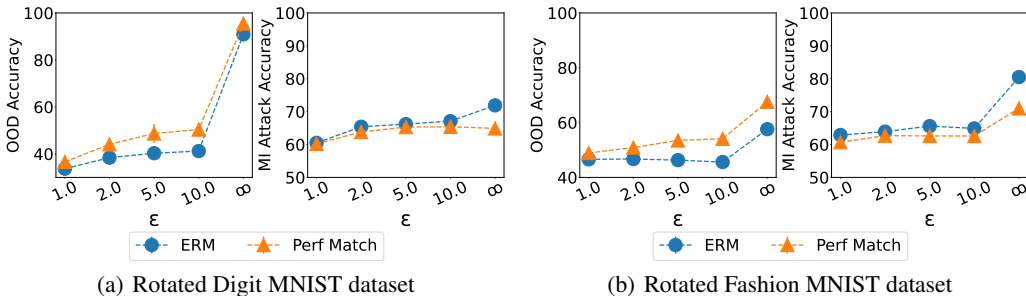 OOD Accuracy
100
80
60
40
1.0 2.0 5.0 10.0 ∞
ε
MI Attack Accuracy
100
90
80
70
60
50
1.0 2.0 5.0 10.0 ∞
ε
ERM Perf Match
(a) Rotated Digit MNIST dataset
OOD Accuracy
100
80
60
40
1.0 2.0 5.0 10.0 ∞
ε
MI Attack Accuracy
100
90
80
70
60
50
1.0 2.0 5.0 10.0 ∞
ε
ERM Perf Match
(b) Rotated Fashion MNIST dataset